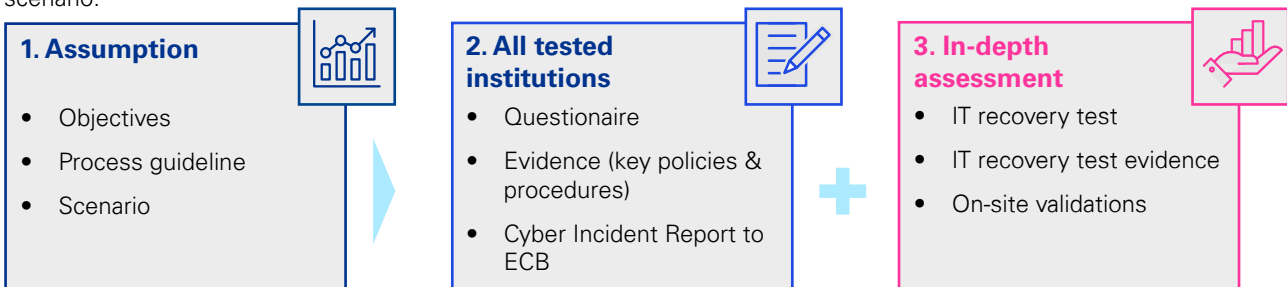 scenario.
1. Assumption
• Objectives
• Process guideline
• Scenario
2. All tested
institutions
• Questionaire
• Evidence (key policies &
procedures)
• Cyber Incident Report to
ECB
3. In-depth
assessment
• IT recovery test
• IT recovery test evidence
• On-site validations